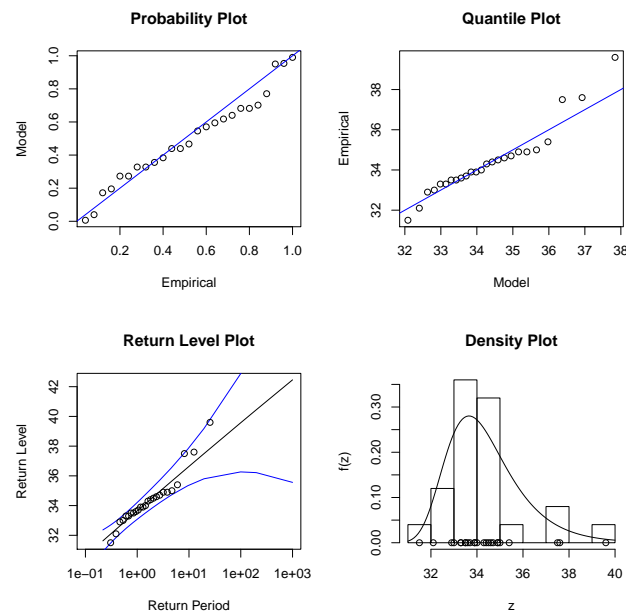 Probability Plot
Model
0.0 0.2 0.4 0.6 0.8 1.0
0.2 0.4 0.6 0.8 1.0
Empirical
Quantile Plot
Empirical
32 34 36 38
32 33 34 35 36 37 38
Model
Return Level Plot
Return Level
32 34 36 38 40 42
1e−01 1e+00 1e+01 1e+02 1e+03
Return Period
Density Plot
f(z)
0.00 0.10 0.20 0.30
32 34 36 38 40
z